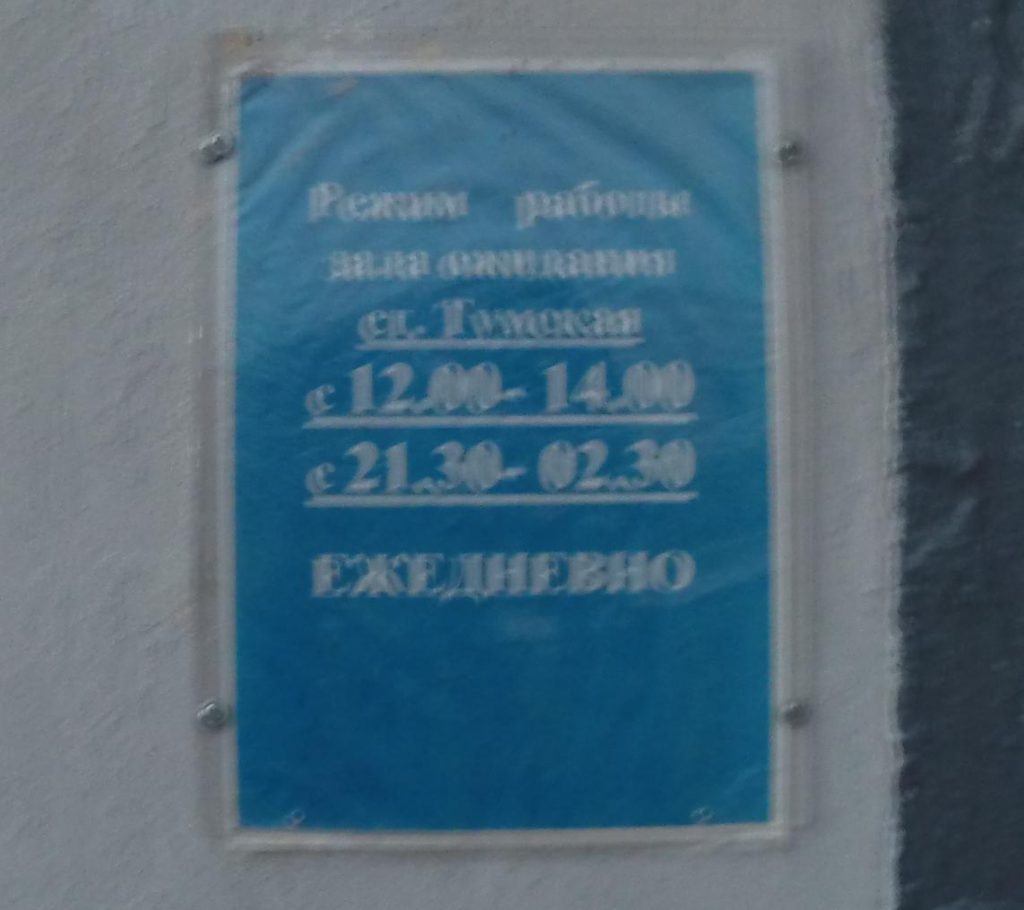 Режим работы
зала ожидания
ст. Тумская
с 12.00- 14.00
с 21.30- 02.30
ЕЖЕДНЕВНО